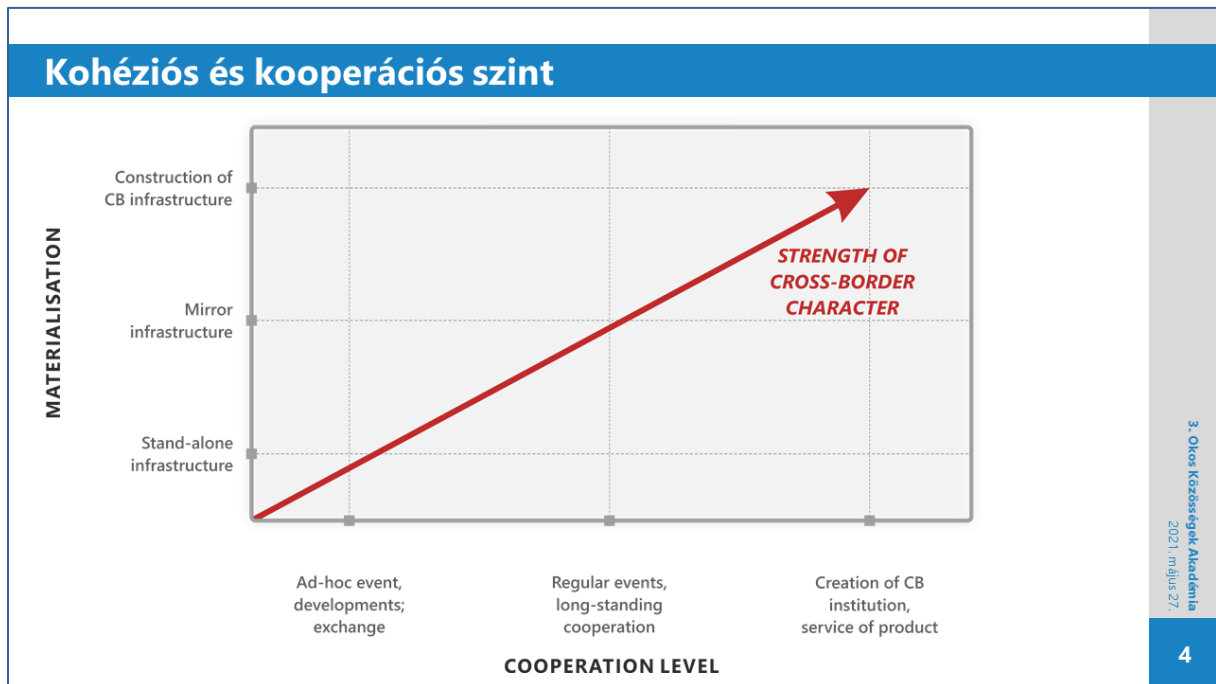 Kohéziós és kooperációs szint
MATERIALISATION
Construction of
CB infrastructure
Mirror
infrastructure
Stand-alone
infrastructure
STRENGTH OF
CROSS-BORDER
CHARACTER
Ad-hoc event,
developments;
exchange
Regular events,
long-standing
cooperation
Creation of CB
institution,
service of product
COOPERATION LEVEL
3. Okos Közösségek Akadémia
2021. május 27.
4